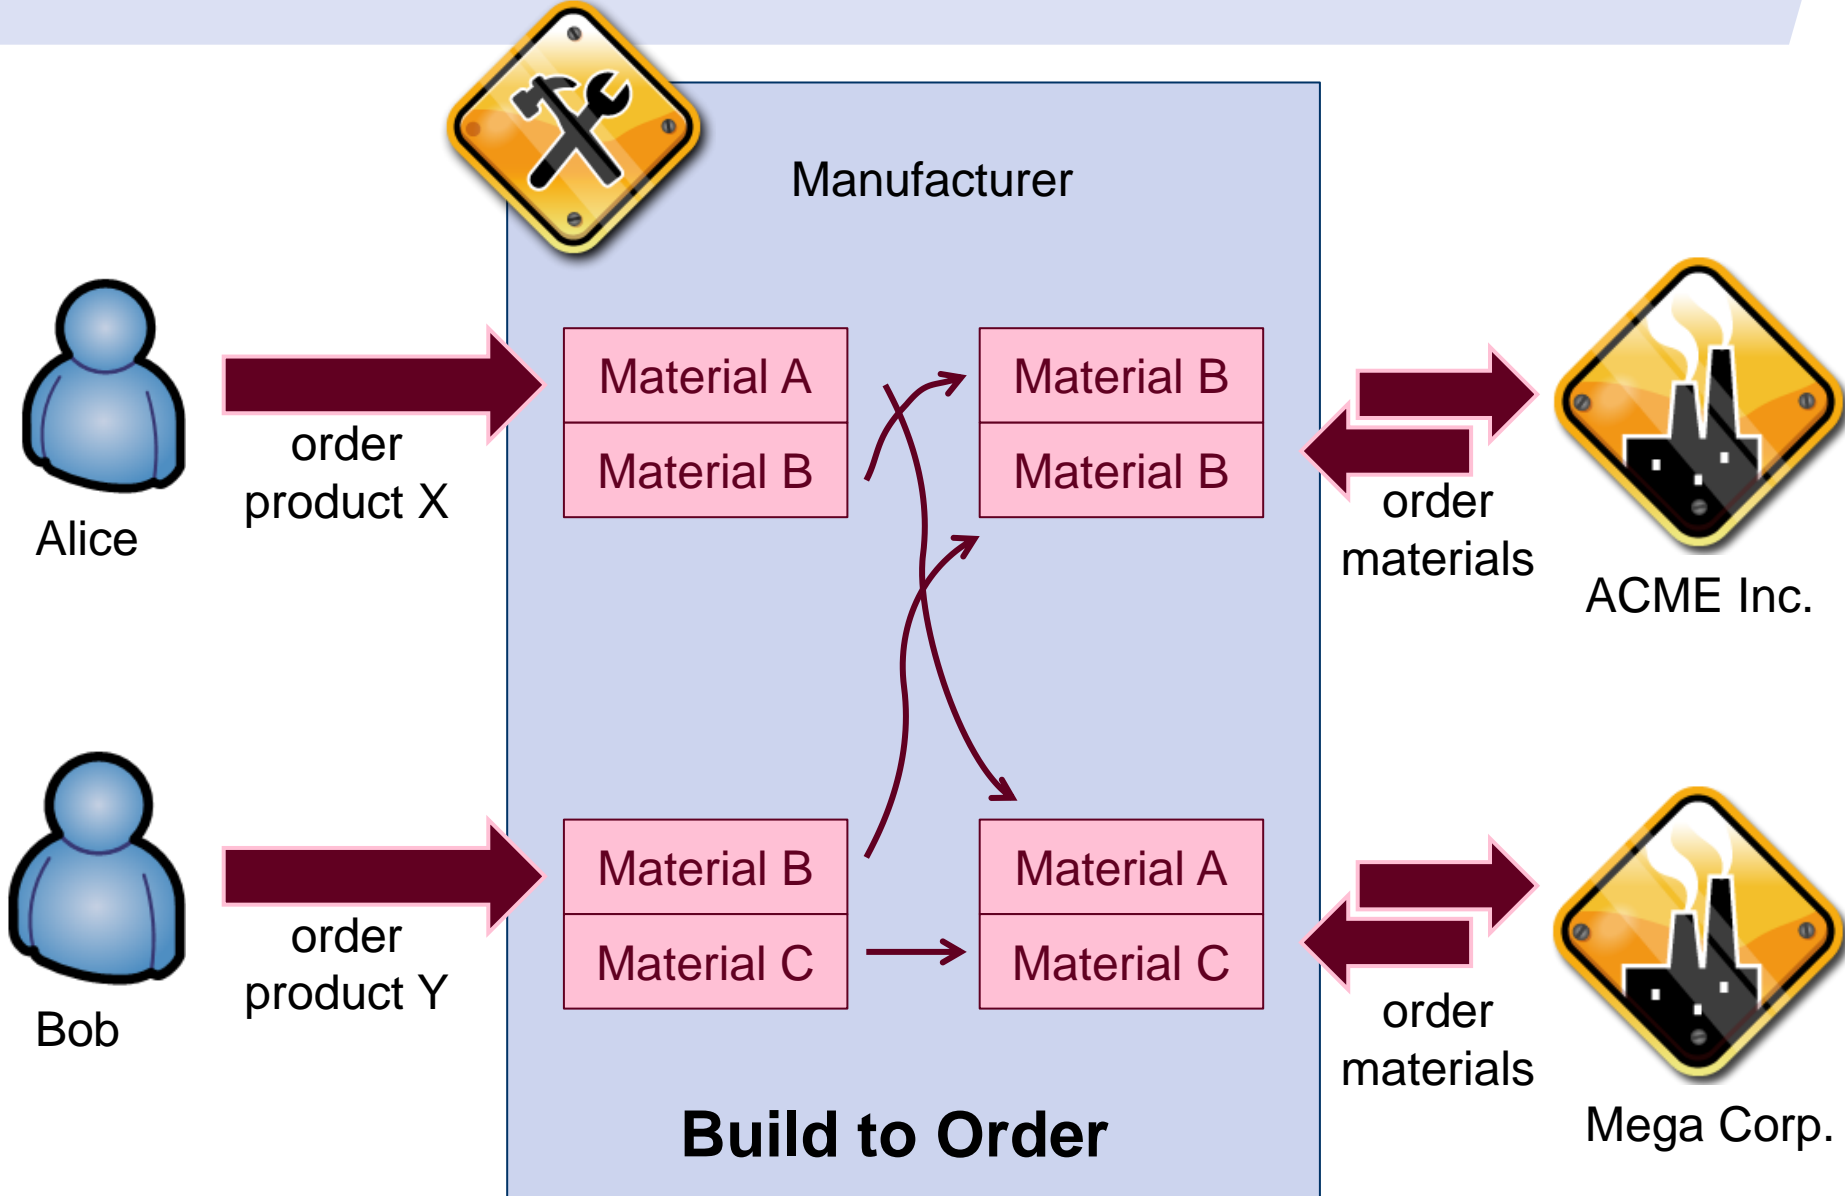 Manufacturer
Material A
Material B
Material B
Material B
order
product X
Alice
order
materials
ACME Inc.
Material B
Material C
Material A
Material C
order
product Y
Bob
order
materials
Mega Corp.
Build to Order